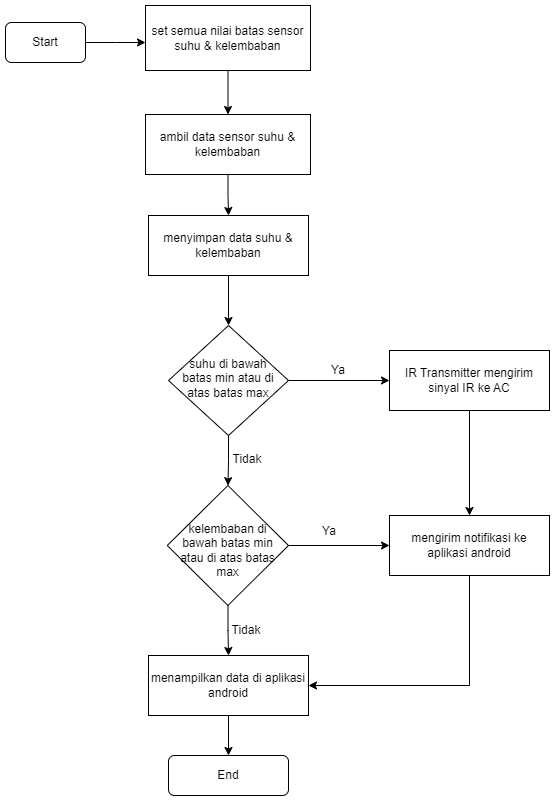 Start
set semua nilai batas sensor
suhu & kelembaban
ambil data sensor suhu &
kelembaban
menyimpan data suhu &
kelembaban
suhu di bawah
batas min atau di
atas batas max
Ya
IR Transmitter mengirim
sinyal IR ke AC
Tidak
kelembaban di
bawah batas min
atau di atas batas
max
Ya
mengirim notifikasi ke
aplikasi android
Tidak
menampilkan data di aplikasi
android
End